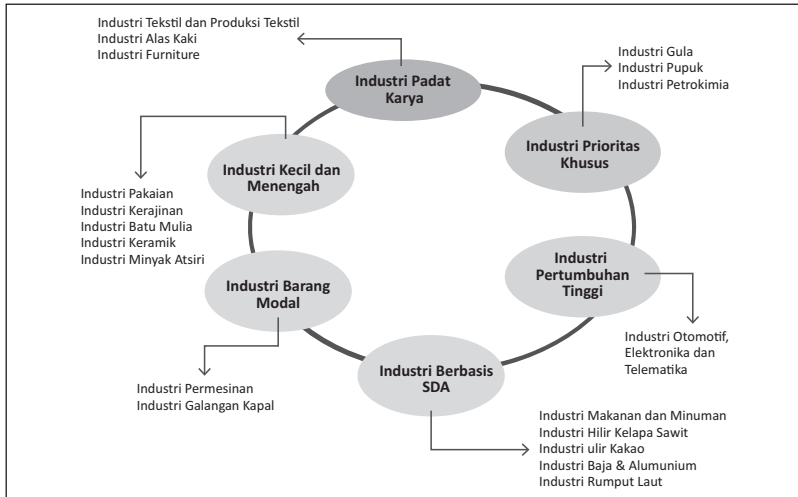 Industri Tekstil dan Produksi Tekstil
Industri Alas Kaki
Industri Furniture
Industri Padat
Karya
Industri Gula
Industri Pupuk
Industri Petrokimia
Industri Prioritas
Khusus
Industri Kecil dan
Menengah
Industri Pakaian
Industri Kerajinan
Industri Batu Mulia
Industri Keramik
Industri Minyak Atsiri
Industri
Pertumbuhan
Tinggi
Industri Otomotif,
Elektronika dan
Telematika
Industri Barang
Modal
Industri Permesinan
Industri Galangan Kapal
Industri Berbasis
SDA
Industri Makanan dan Minuman
Industri Hilir Kelapa Sawit
Industri ulir Kakao
Industri Baja & Alumunium
Industri Rumput Laut